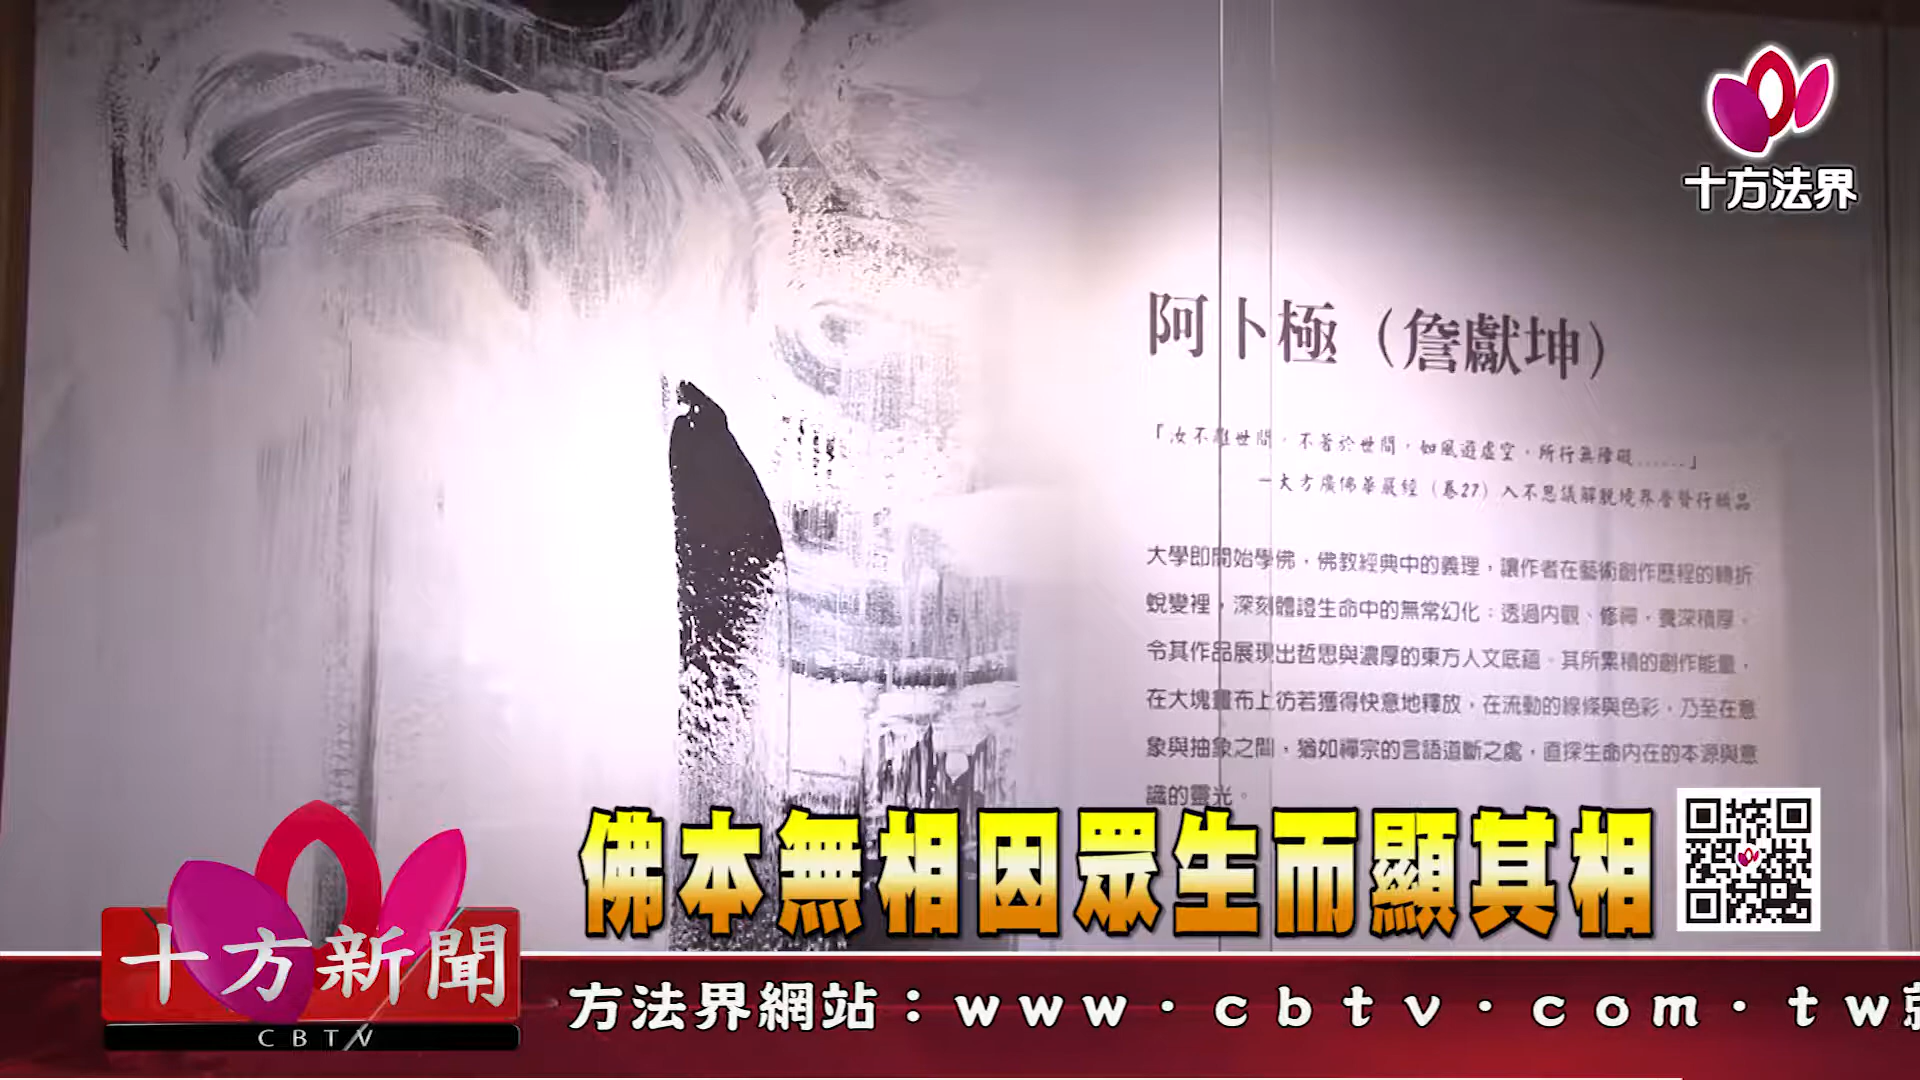 十方法界
阿卜極（詹獻坤）
「汝不離世間，不著於世間，如風遊虛空，所行無障礙......」
─大方廣佛華嚴經（卷27）入不思議解脫境界普賢行願品
大學即開始學佛，佛教經典中的義理，讓作者在藝術創作歷程的轉折
蛻變裡，深刻體證生命中的無常幻化；透過內觀、修禪，養深積厚，
令其作品展現出哲思與濃厚的東方人文底蘊。其所累積的創作能量，
在大塊畫布上彷若獲得快意地釋放，在流動的線條與色彩，乃至在意
象與抽象之間，猶如禪宗的言語道斷之處，直探生命內在的本源與意
識的靈光。
佛本無相因眾生而顯其相
十方新聞
CBTV
方法界網站：www.cbtv.com.tw